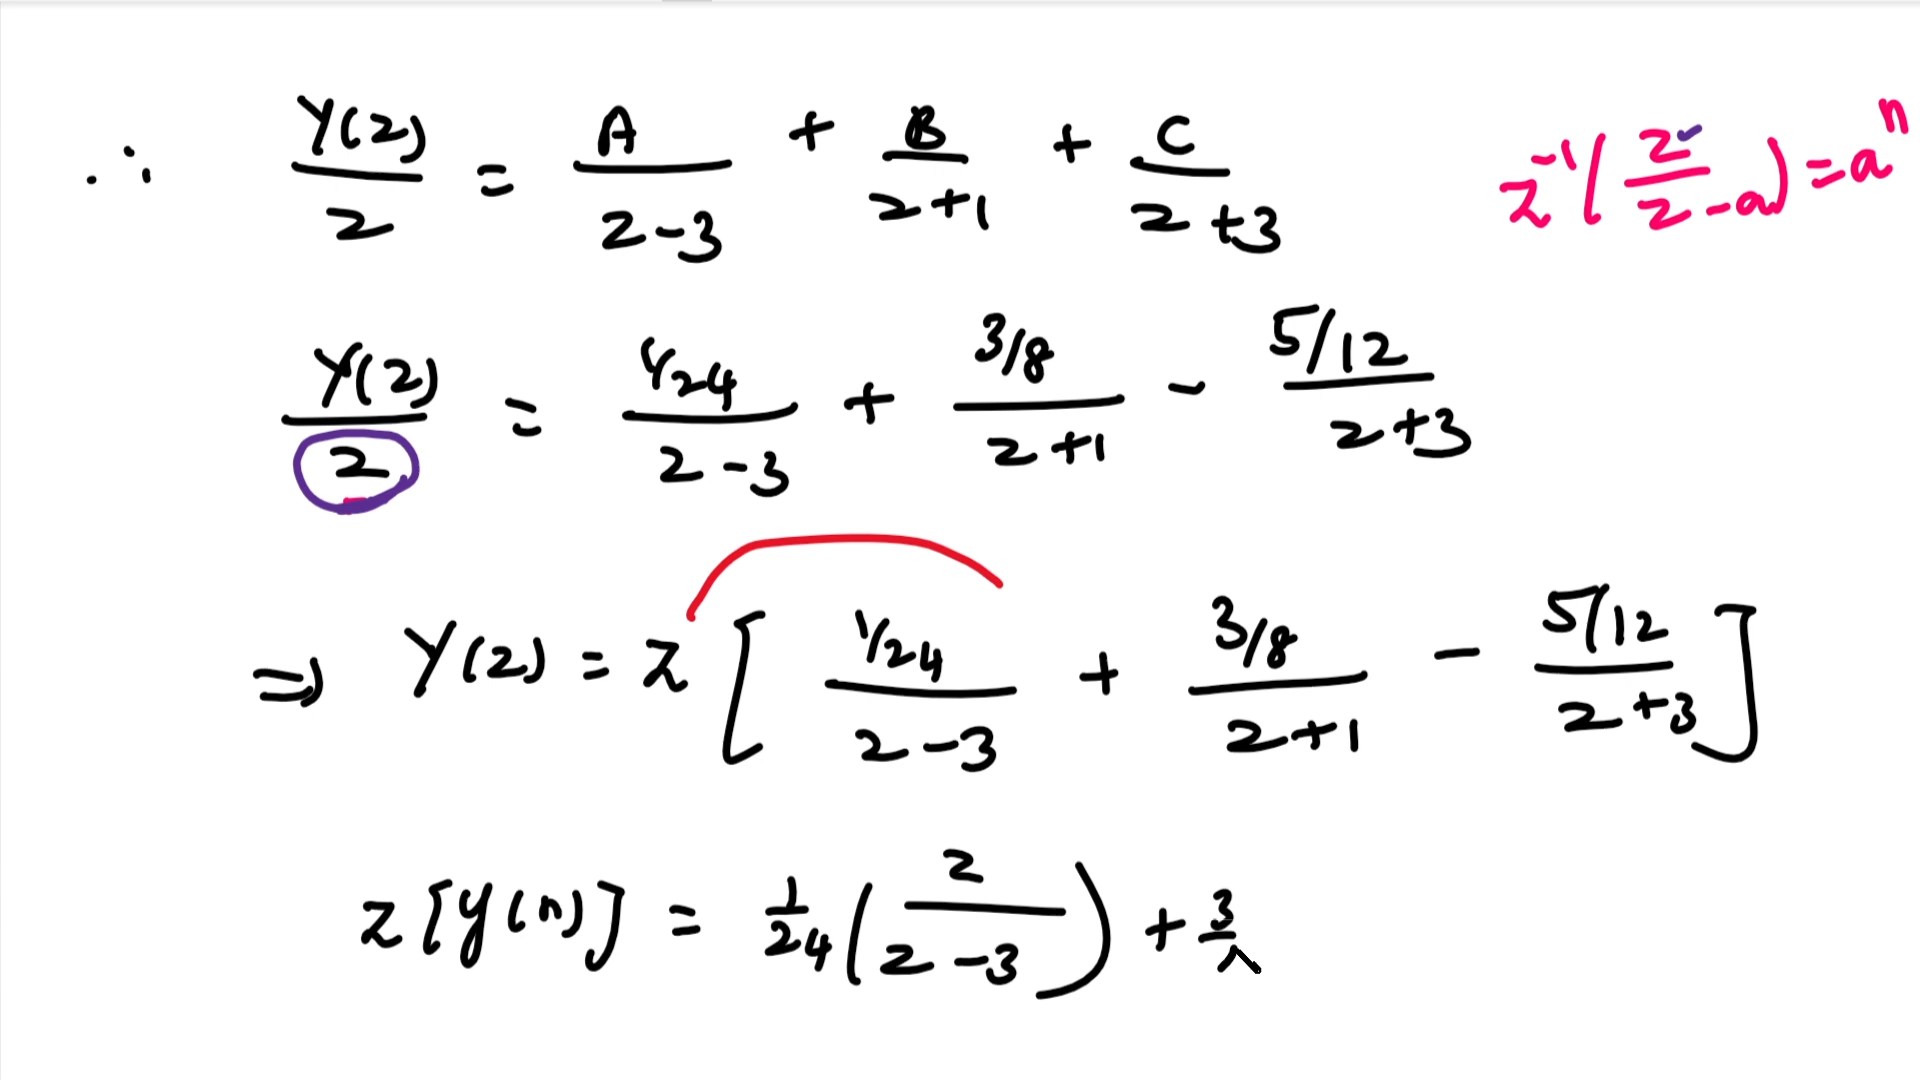 ∴ Y(z)/z = A/(z-3) + B/(z+1) + C/(z+3)
z⁻¹(z/(z-a)) = aⁿ
Y(z)/z = (1/24)/(z-3) + (3/8)/(z+1) - (5/12)/(z+3)
⇒ Y(z) = z[(1/24)/(z-3) + (3/8)/(z+1) - (5/12)/(z+3)]
z[y(n)] = 1/24(z/(z-3)) + 3/